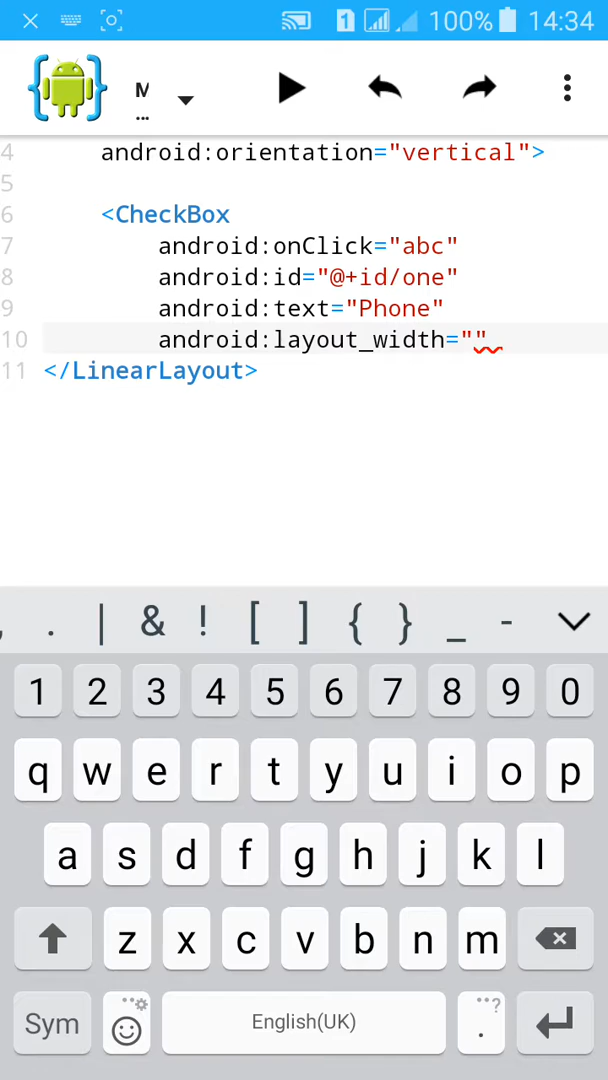 100% 14:34
M
...
4 android:orientation="vertical">
5
6 <CheckBox
7 android:onClick="abc"
8 android:id="@+id/one"
9 android:text="Phone"
10 android:layout_width=""
11 </LinearLayout>
, . | & ! [ ] { } _ -
1 2 3 4 5 6 7 8 9 0
q w e r t y u i o p
a s d f g h j k l
z x c v b n m
Sym English(UK) . ?